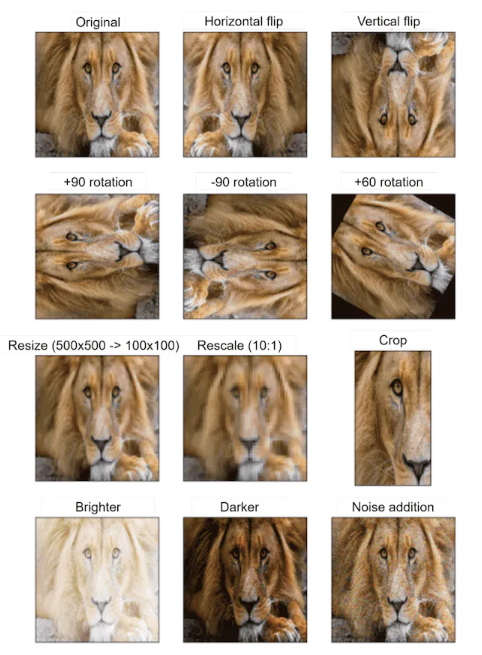 Original
Horizontal flip
Vertical flip
+90 rotation
-90 rotation
+60 rotation
Resize (500x500 -> 100x100)
Rescale (10:1)
Crop
Brighter
Darker
Noise addition